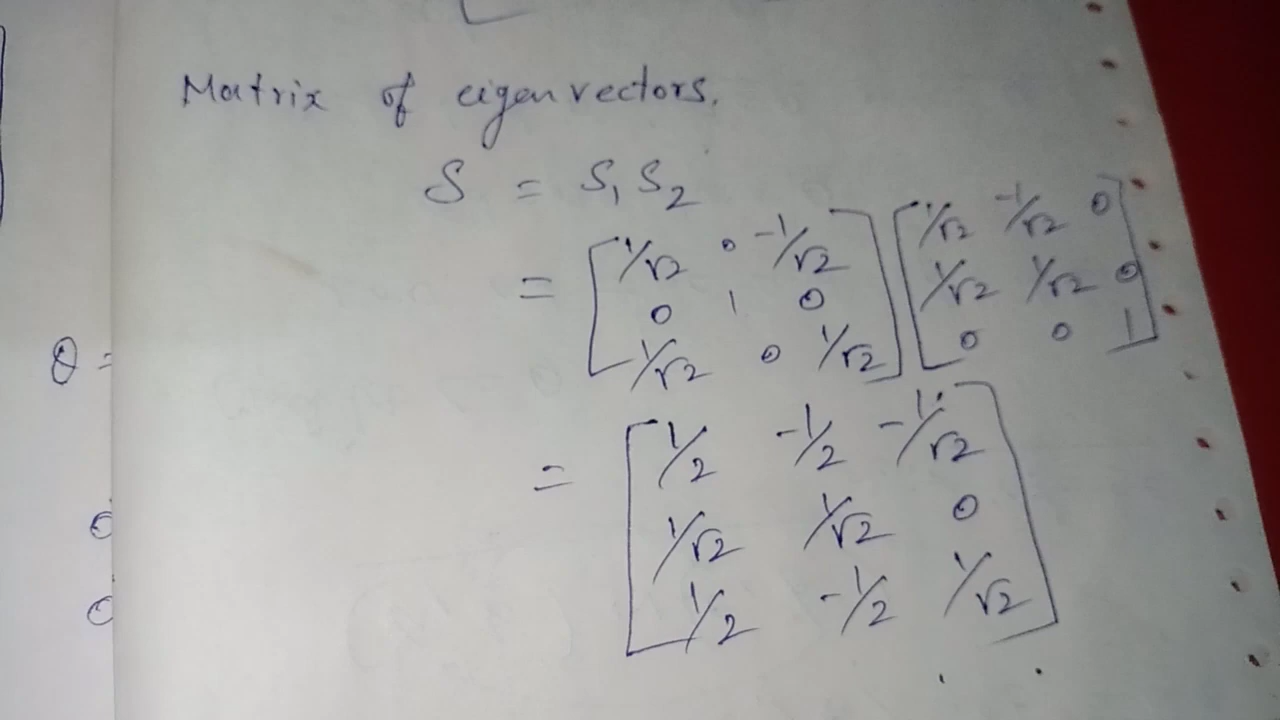 Matrix of eigenvectors.
S = S₁ S₂
= [ 1/√2 0 -1/√2 ] [ 1/√2 -1/√2 0 ]
0 1 0 1/√2 1/√2 0
1/√2 0 1/√2 0 0 1
= [ 1/2 -1/2 -1/√2 ]
1/√2 1/√2 0
1/2 -1/2 1/√2
θ =
0
0